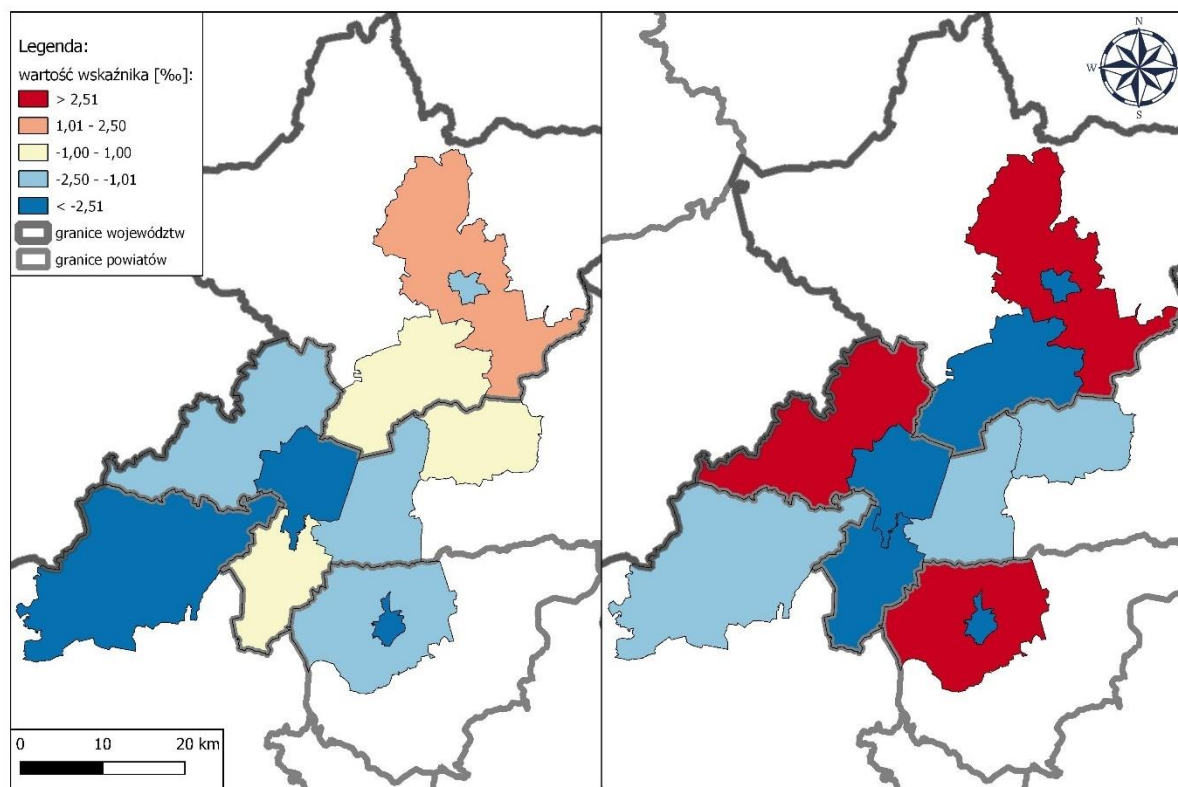 Legenda:
wartość wskaźnika [‰]:
> 2,51
1,01 - 2,50
-1,00 - 1,00
-2,50 - -1,01
< -2,51
granice województw
granice powiatów
N
W
E
S
0 10 20 km